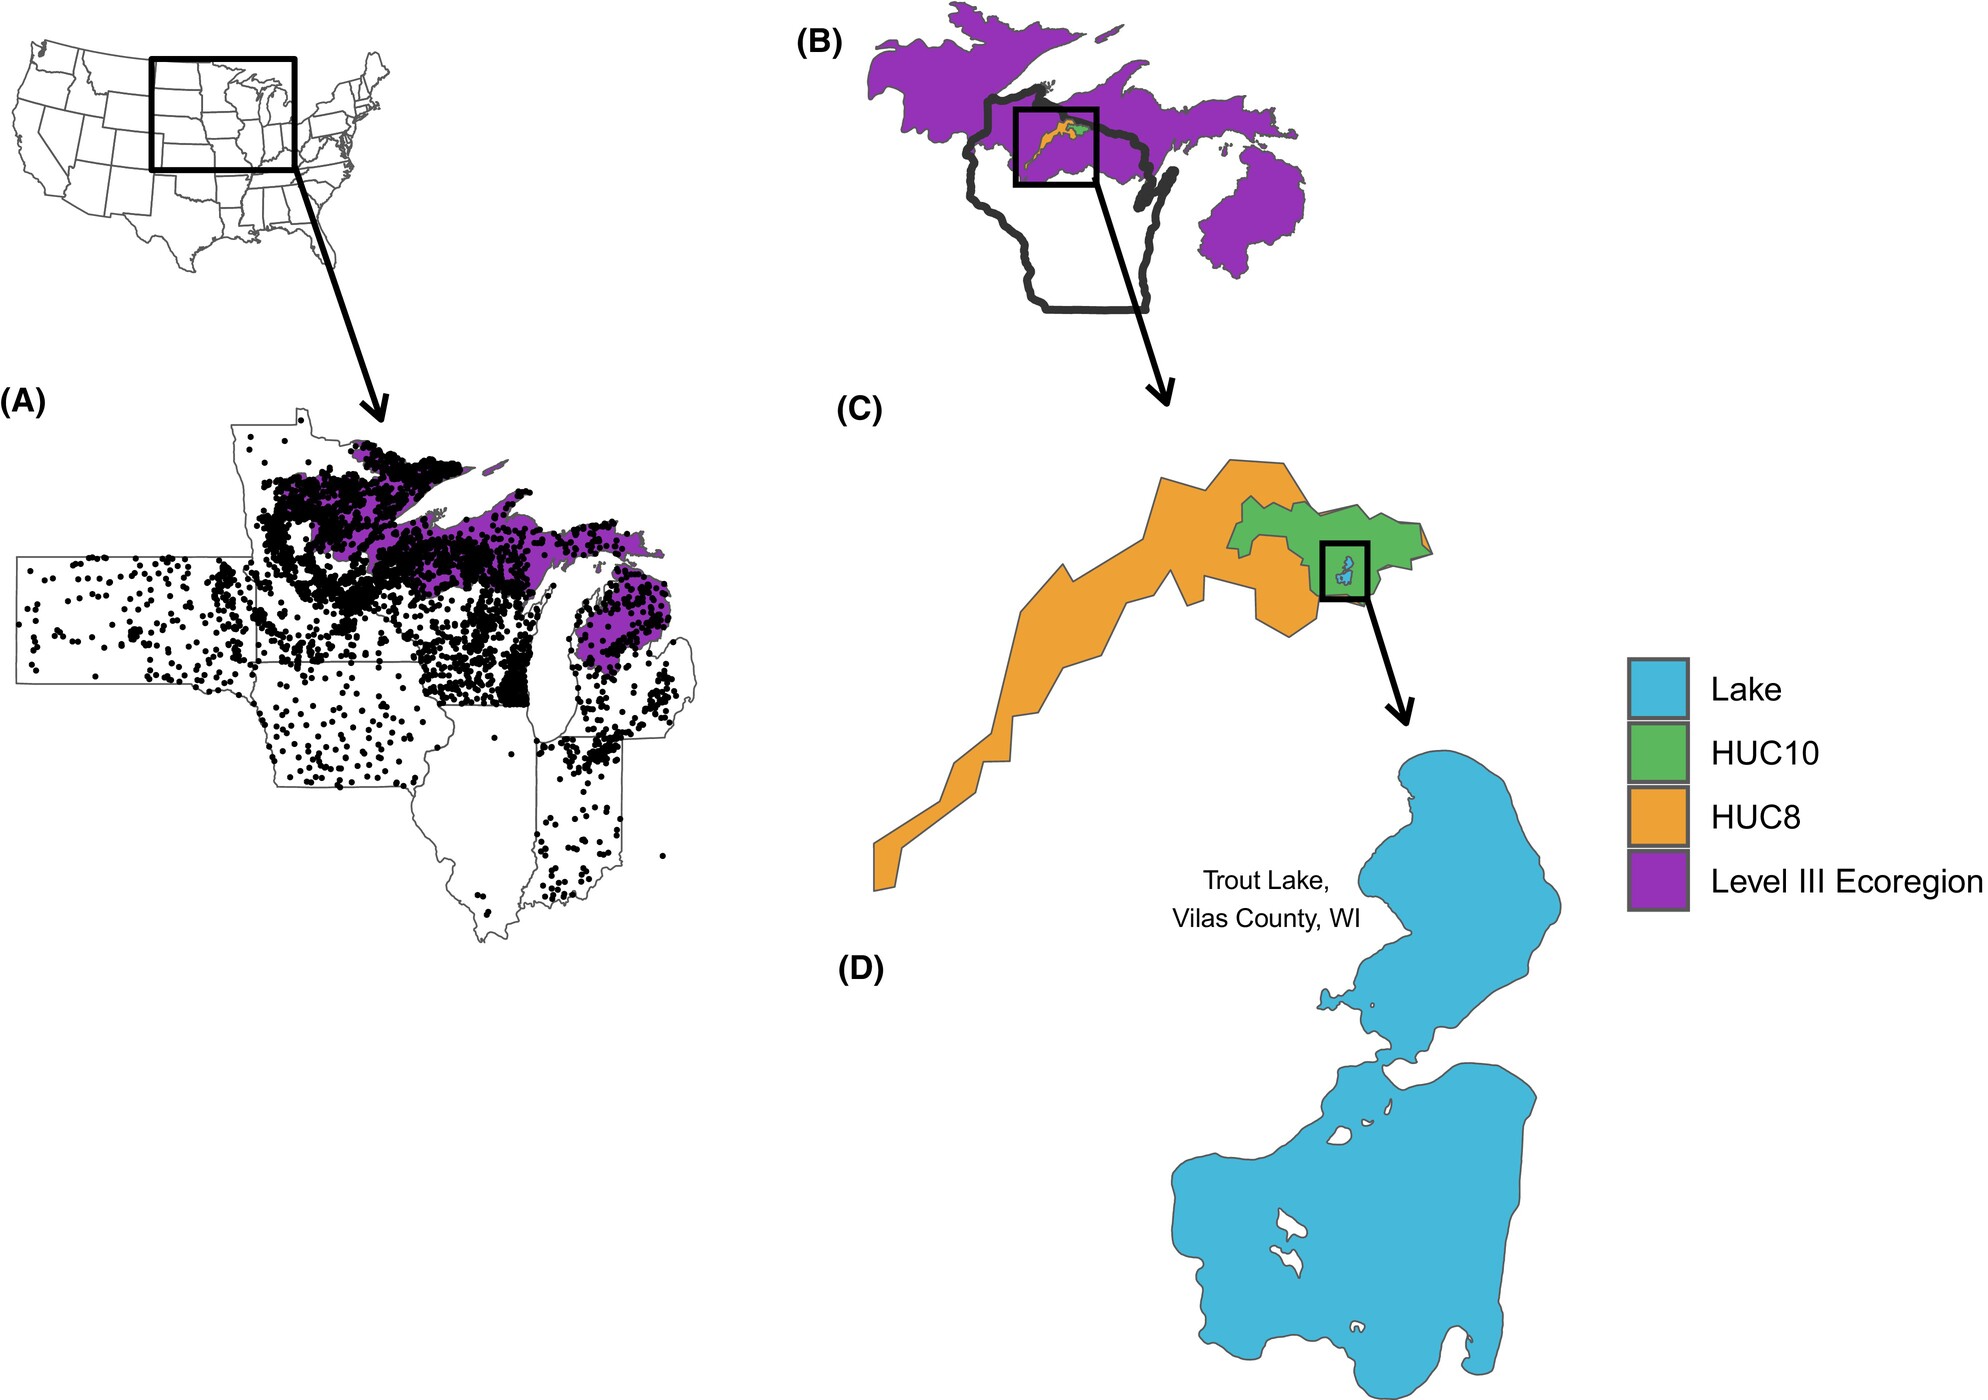 (B)
(A)
(C)
Lake
HUC10
HUC8
Level III Ecoregion
Trout Lake,
Vilas County, WI
(D)